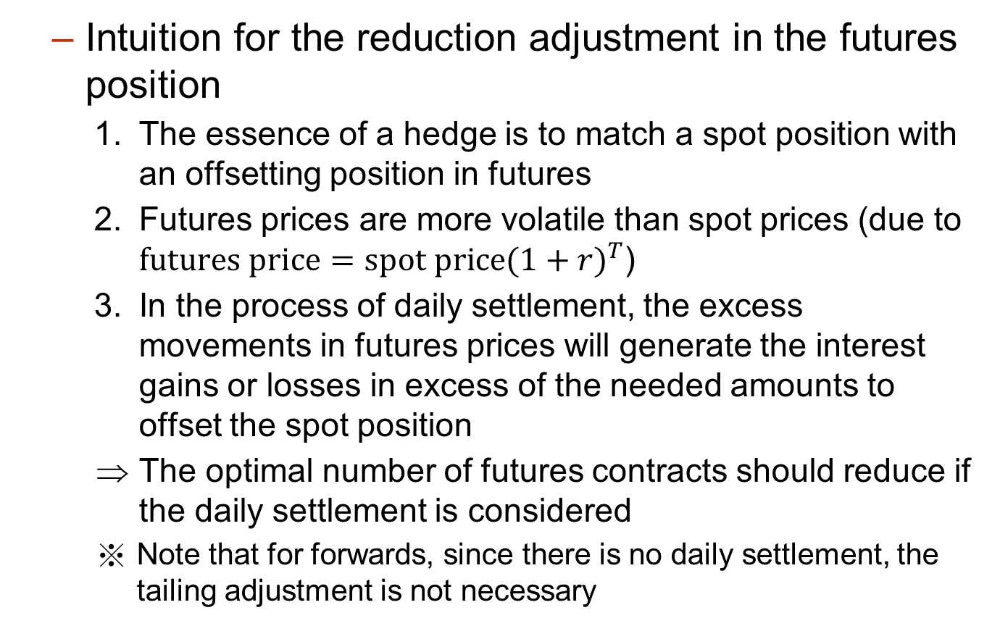 – Intuition for the reduction adjustment in the futures
position
1. The essence of a hedge is to match a spot position with
an offsetting position in futures
2. Futures prices are more volatile than spot prices (due to
futures price = spot price(1 + r)^T)
3. In the process of daily settlement, the excess
movements in futures prices will generate the interest
gains or losses in excess of the needed amounts to
offset the spot position
⇒ The optimal number of futures contracts should reduce if
the daily settlement is considered
※ Note that for forwards, since there is no daily settlement, the
tailing adjustment is not necessary